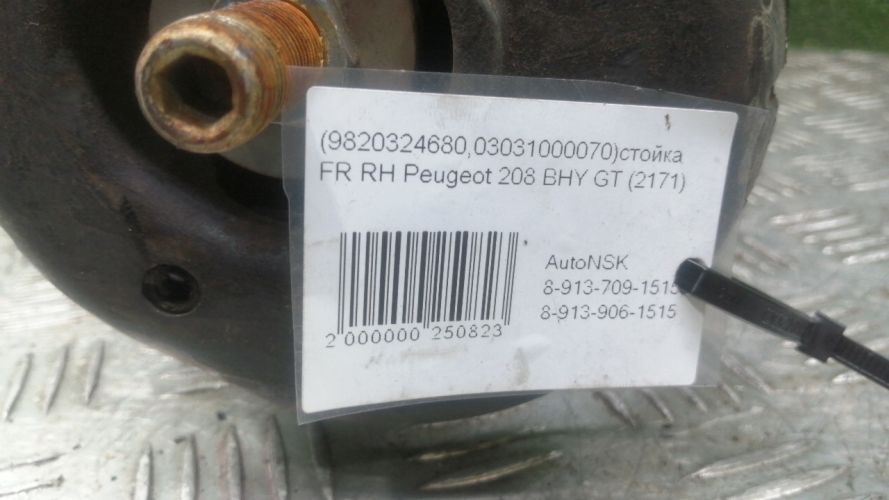 (9820324680,03031000070)стойка
FR RH Peugeot 208 BHY GT (2171)
AutoNSK
8-913-709-1515
8-913-906-1515
2 000000 250823